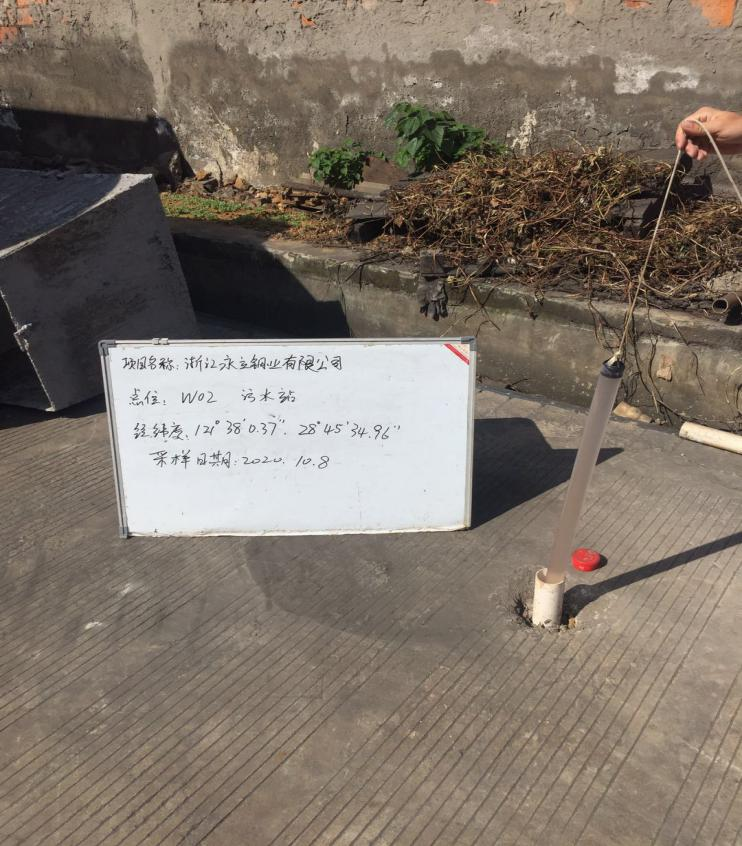 项目名称：浙江永立铜业有限公司
点位：W02 污水站
经纬度：121°38'0.37". 28°45'34.96"
采样日期：2020.10.8